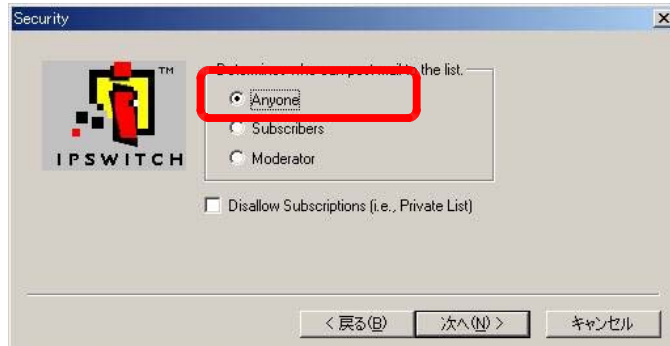 Security
TM
IPSWITCH
Determines who can post mail to the list.
Anyone
Subscribers
Moderator
Disallow Subscriptions (i.e., Private List)
< 戻る(B)
次へ(N) >
キャンセル